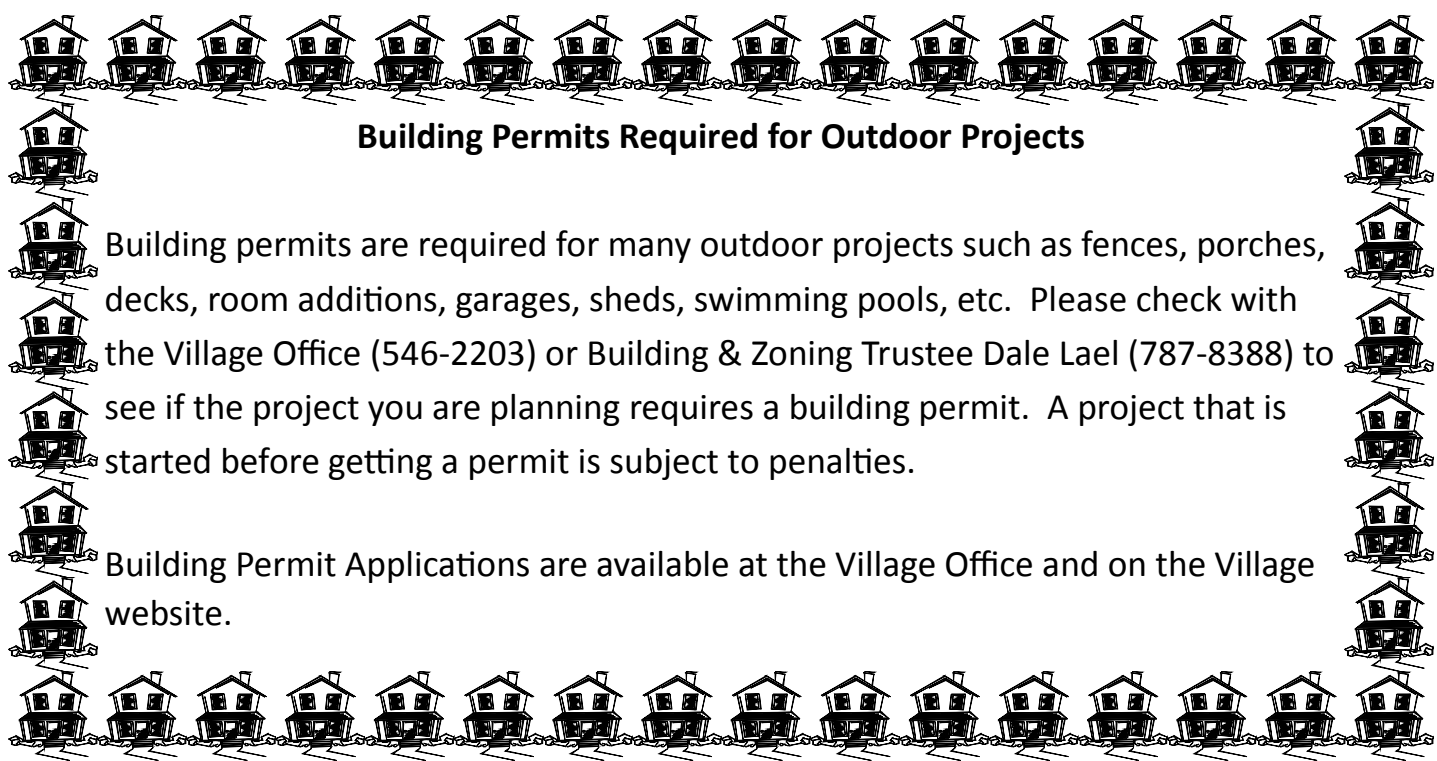 Building Permits Required for Outdoor Projects
Building permits are required for many outdoor projects such as fences, porches,
decks, room additions, garages, sheds, swimming pools, etc.  Please check with
the Village Office (546-2203) or Building & Zoning Trustee Dale Lael (787-8388) to
see if the project you are planning requires a building permit.  A project that is
started before getting a permit is subject to penalties.
Building Permit Applications are available at the Village Office and on the Village
website.